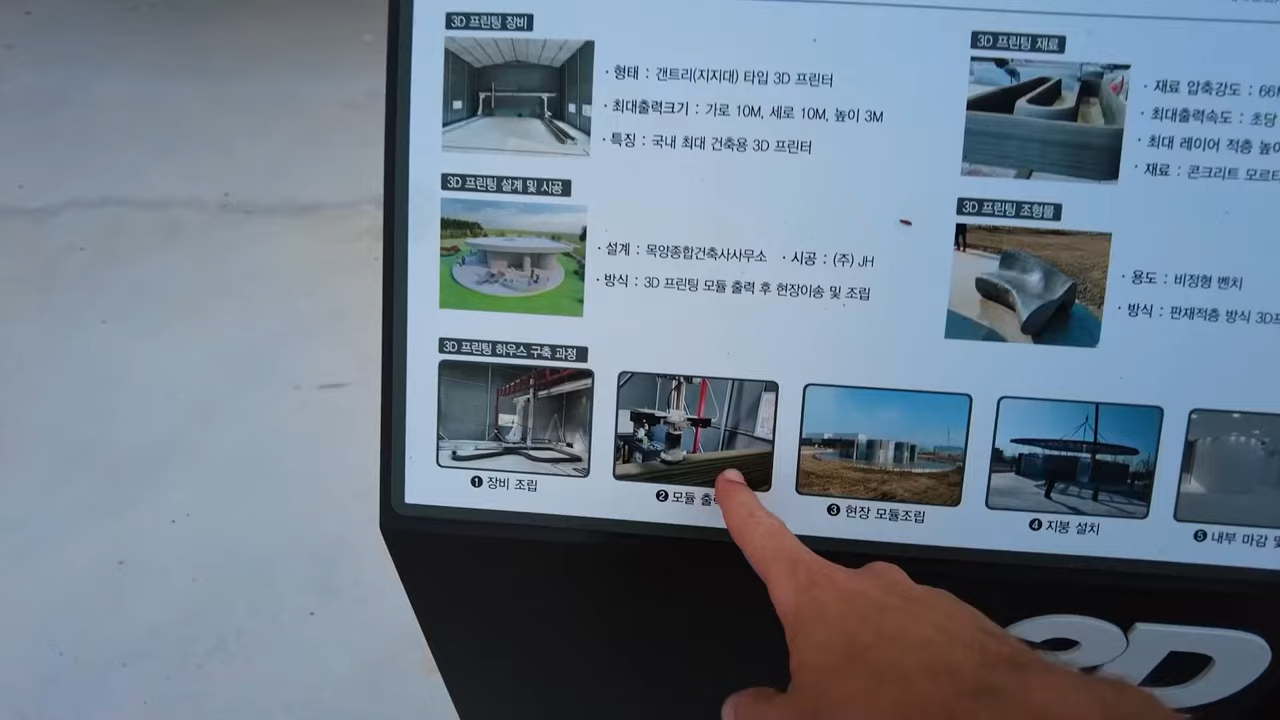 3D 프린팅 장비
· 형태 : 갠트리(지지대) 타입 3D 프린터
· 최대출력크기 : 가로 10M, 세로 10M, 높이 3M
· 특징 : 국내 최대 건축용 3D 프린터
3D 프린팅 재료
· 재료 압축강도 :
· 최대출력속도 : 초당
· 최대 레이어 적층
· 재료 : 콘크리트
3D 프린팅 설계 및 시공
· 설계 : 목양종합건축사사무소 · 시공 : (주) JH
· 방식 : 3D 프린팅 모듈 출력 후 현장이송 및 조립
3D 프린팅 조형물
· 용도 : 비정형 벤치
· 방식 : 판재적층 방식
3D 프린팅 하우스 구축 과정
❶ 장비 조립
❷ 모듈
❸ 현장 모듈조립
❹ 지붕 설치
❺ 내부 마감
3D